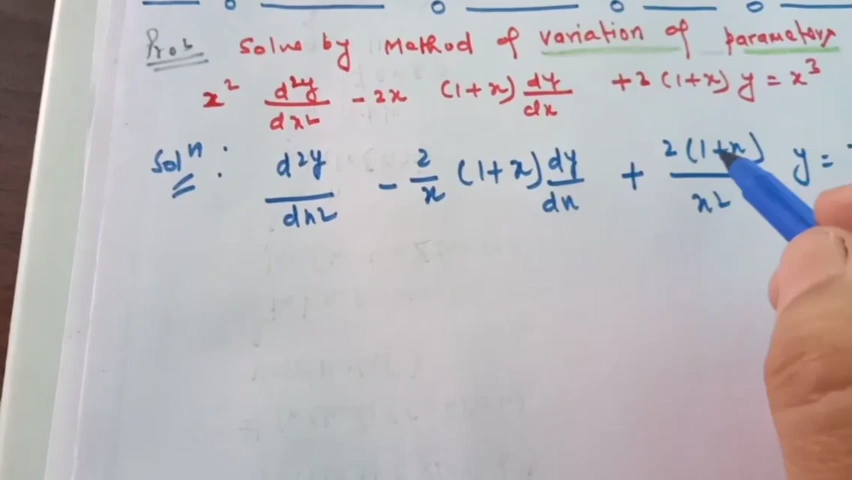 Prob Solve by Method of variation of parameters
x² d²y/dx² - 2x (1+x) dy/dx + 2(1+x) y = x³
Solⁿ: d²y/dx² - 2/x (1+x) dy/dx + 2(1+x)/x² y =